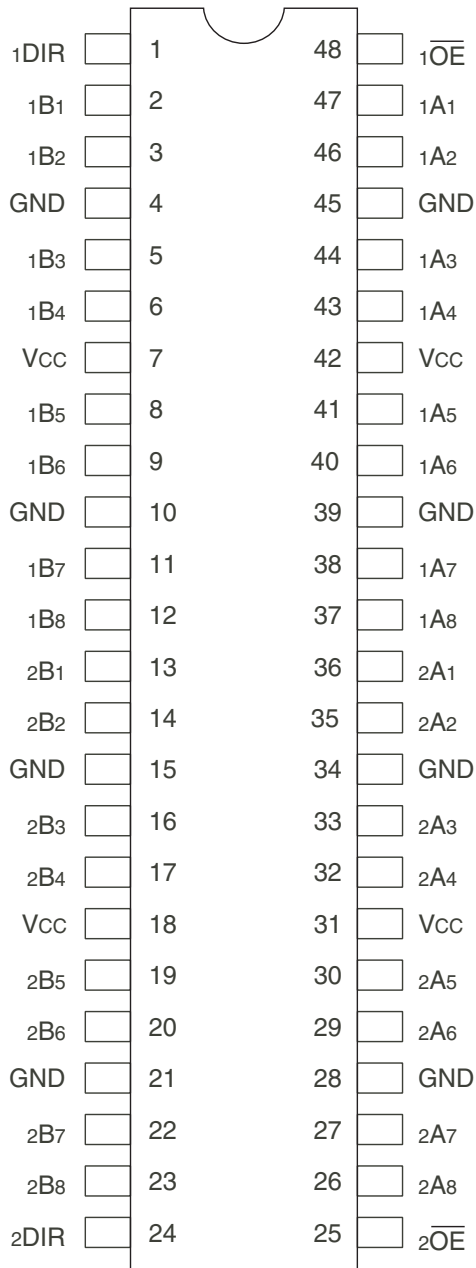 1DIR 1 48 1O̅E̅
1B1 2 47 1A1
1B2 3 46 1A2
GND 4 45 GND
1B3 5 44 1A3
1B4 6 43 1A4
VCC 7 42 VCC
1B5 8 41 1A5
1B6 9 40 1A6
GND 10 39 GND
1B7 11 38 1A7
1B8 12 37 1A8
2B1 13 36 2A1
2B2 14 35 2A2
GND 15 34 GND
2B3 16 33 2A3
2B4 17 32 2A4
VCC 18 31 VCC
2B5 19 30 2A5
2B6 20 29 2A6
GND 21 28 GND
2B7 22 27 2A7
2B8 23 26 2A8
2DIR 24 25 2O̅E̅